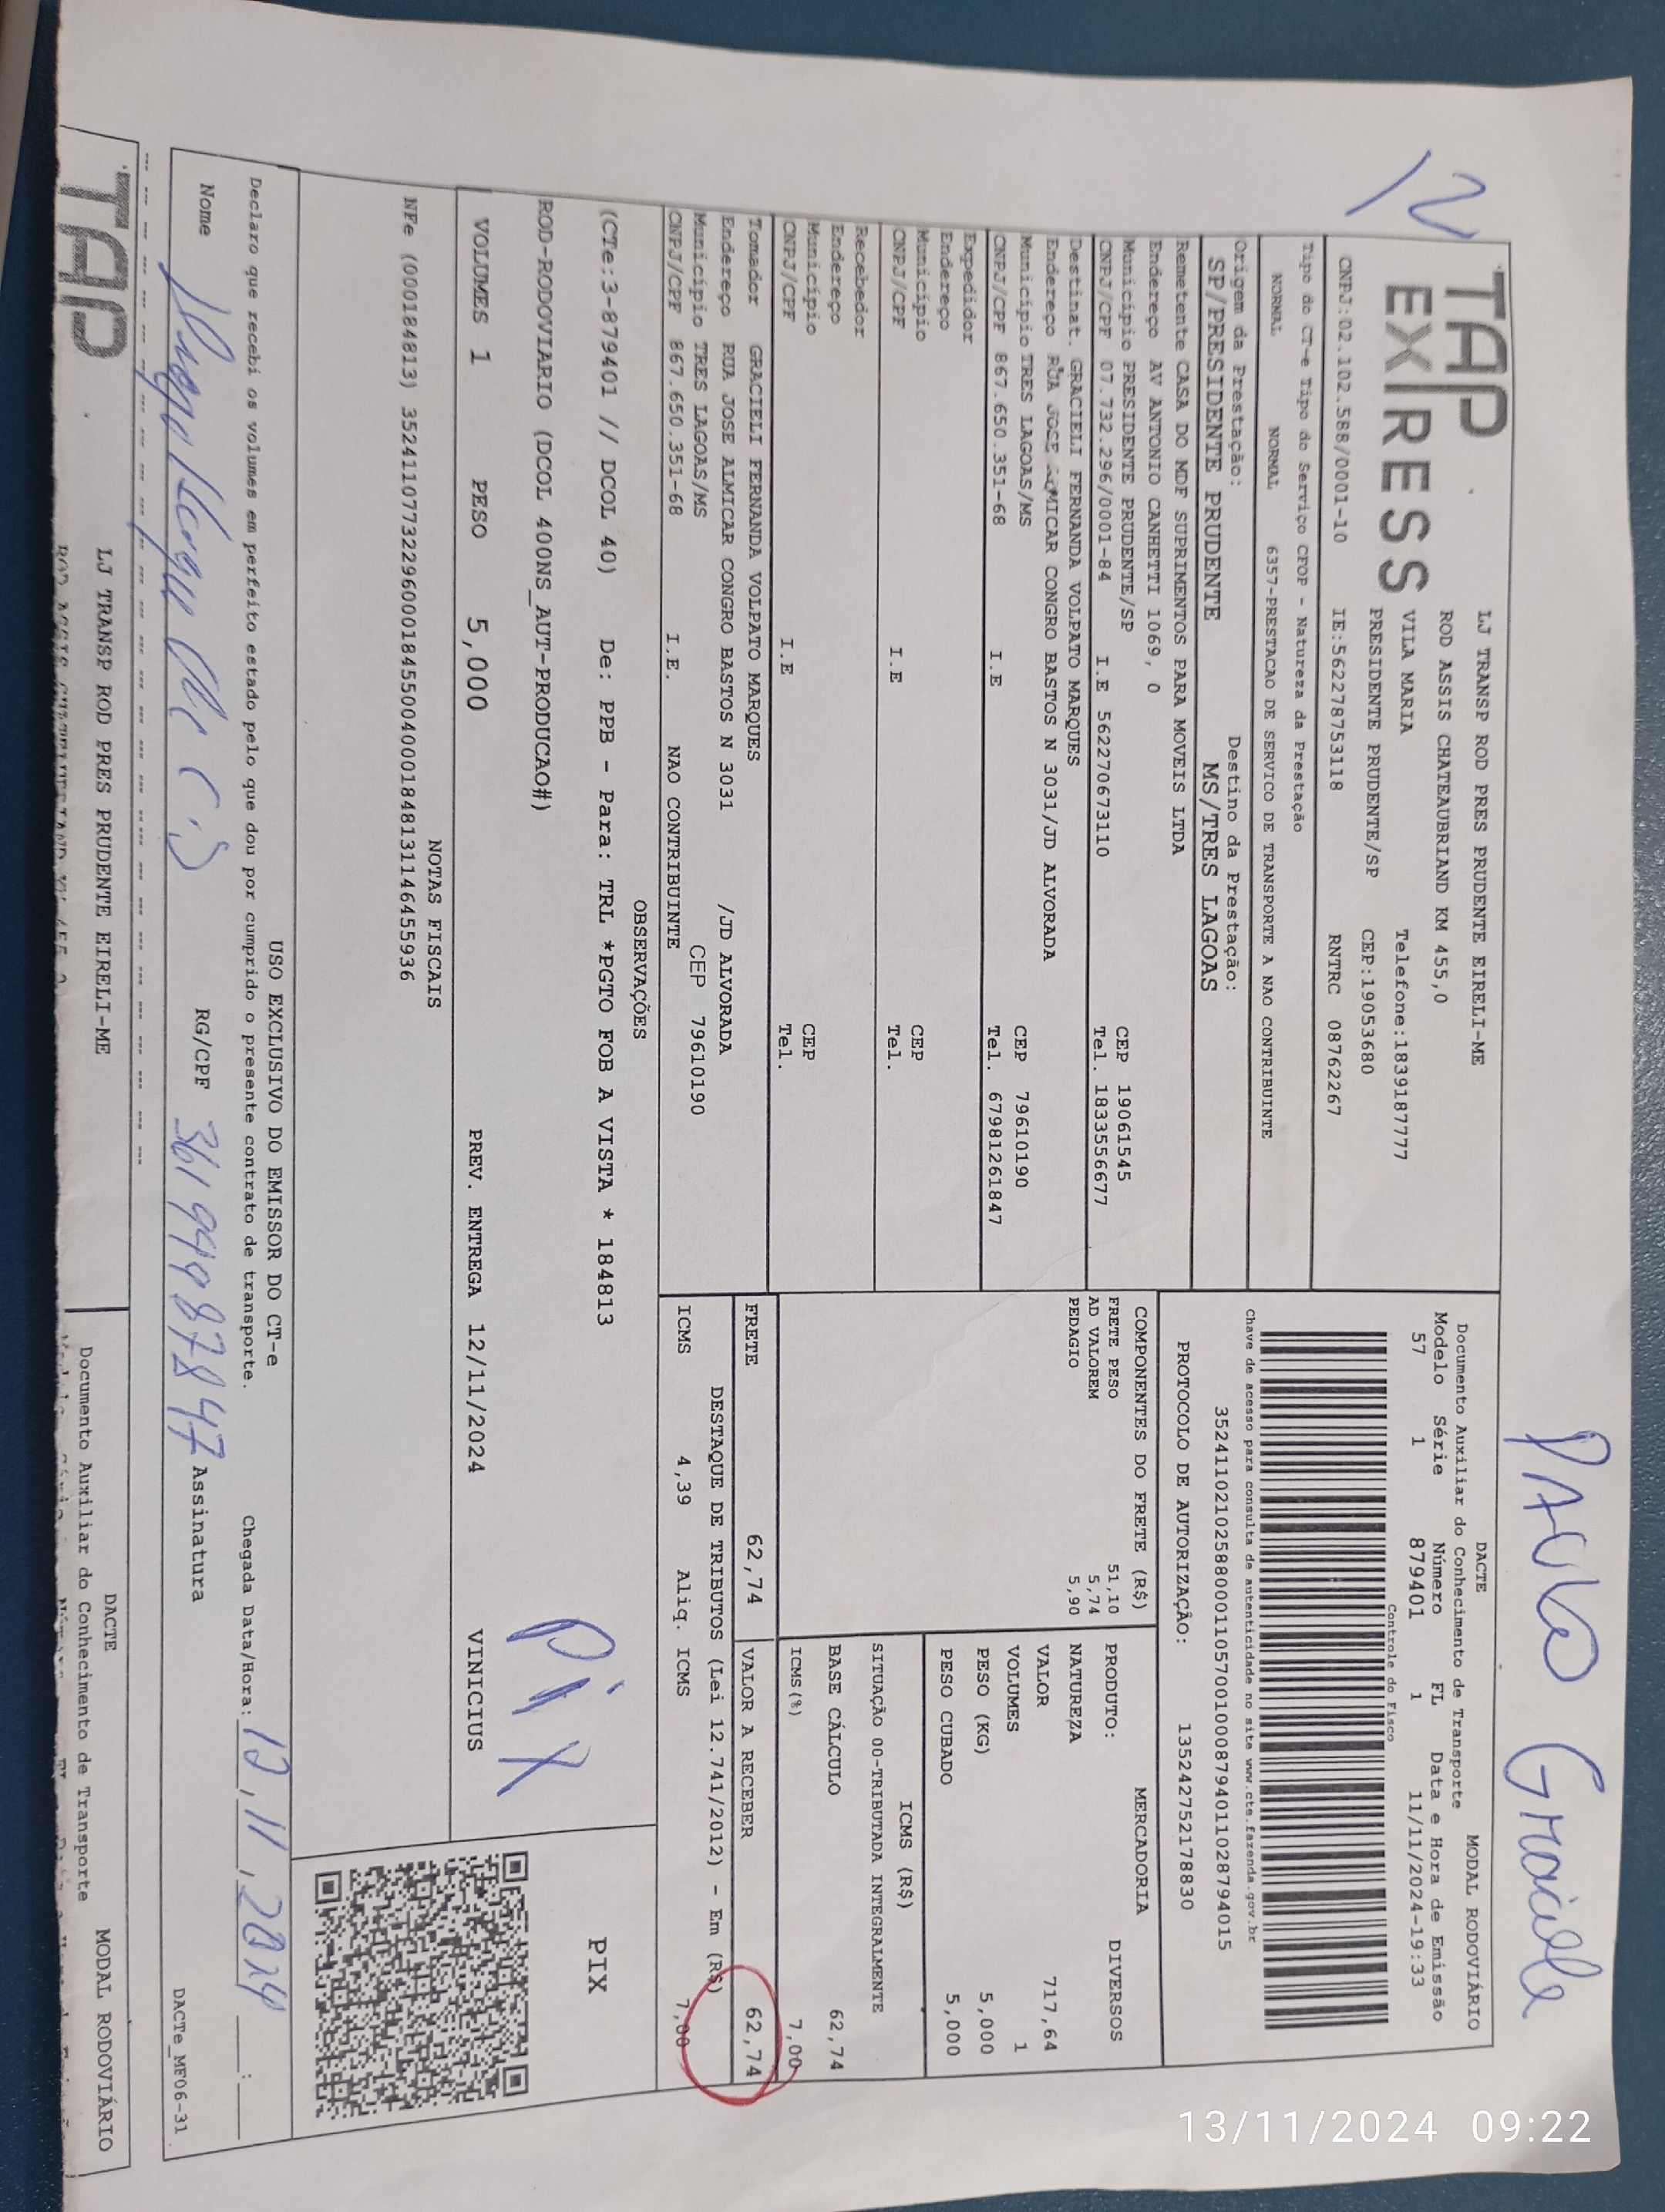 PAULO Graciele
12
TAP
EXPRESS
LJ TRANSP ROD PRES PRUDENTE EIRELI-ME
ROD ASSIS CHATEAUBRIAND KM 455,0
VILA MARIA Telefone:1839187777
PRESIDENTE PRUDENTE/SP CEP:19053680
CNPJ:02.102.588/0001-10 IE:562278753118 RNTRC 08762267
DACTE MODAL RODOVIÁRIO
Documento Auxiliar do Conhecimento de Transporte
Modelo Série Número FL Data e Hora de Emissão
57 1 879401 1 11/11/2024-19:33
Controle do Fisco
Chave de acesso para consulta de autenticidade no site www.cte.fazenda.gov.br
35241102102588000110570010008794011028794015
PROTOCOLO DE AUTORIZAÇÃO: 135242752178830
Tipo do CT-e Tipo do Serviço CFOP - Natureza da Prestação
NORMAL NORMAL 6357-PRESTACAO DE SERVICO DE TRANSPORTE A NAO CONTRIBUINTE
Origem da Prestação: Destino da Prestação:
SP/PRESIDENTE PRUDENTE MS/TRES LAGOAS
Remetente CASA DO MDF SUPRIMENTOS PARA MOVEIS LTDA
Endereço AV ANTONIO CANHETTI 1069, 0
Município PRESIDENTE PRUDENTE/SP CEP 19061545
CNPJ/CPF 07.732.296/0001-84 I.E 562270673110 Tel. 1833556677
Destinat. GRACIELI FERNANDA VOLPATO MARQUES
Endereço RUA JOSE ALMICAR CONGRO BASTOS N 3031/JD ALVORADA
Município TRES LAGOAS/MS CEP 79610190
CNPJ/CPF 867.650.351-68 I.E Tel. 67981261847
Expedidor
Endereço
Município CEP
CNPJ/CPF I.E Tel.
Recebedor
Endereço
Município CEP
CNPJ/CPF I.E Tel.
Tomador GRACIELI FERNANDA VOLPATO MARQUES
Endereço RUA JOSE ALMICAR CONGRO BASTOS N 3031 /JD ALVORADA
Município TRES LAGOAS/MS CEP 79610190
CNPJ/CPF 867.650.351-68 I.E. NAO CONTRIBUINTE
COMPONENTES DO FRETE (R$)
FRETE PESO 51,10
AD VALOREM 5,74
PEDAGIO 5,90
MERCADORIA
PRODUTO: DIVERSOS
NATUREZA
VALOR 717,64
VOLUMES 1
PESO (KG) 5,000
PESO CUBADO 5,000
ICMS (R$)
SITUAÇÃO 00-TRIBUTADA INTEGRALMENTE
BASE CÁLCULO 62,74
ICMS(%) 7,00
FRETE 62,74 VALOR A RECEBER 62,74
DESTAQUE DE TRIBUTOS (Lei 12.741/2012) - Em (R$)
ICMS 4,39 Aliq. ICMS 7,00
OBSERVAÇÕES
(CTe:3-879401 // DCOL 40) De: PPB - Para: TRL *PGTO FOB A VISTA * 184813
ROD-RODOVIARIO (DCOL 400NS_AUT-PRODUCAO#)
Pix
PIX
VOLUMES 1 PESO 5,000 PREV. ENTREGA 12/11/2024 VINICIUS
NOTAS FISCAIS
NFe (000184813) 35241107732296000184550040001848131146455936
USO EXCLUSIVO DO EMISSOR DO CT-e
Declaro que recebi os volumes em perfeito estado pelo que dou por cumprido o presente contrato de transporte. Chegada Data/Hora: 12,11,2024 __:__
Nome RG/CPF 36199987847 Assinatura
DACTe_MF06-31
TAP
LJ TRANSP ROD PRES PRUDENTE EIRELI-ME
DACTE MODAL RODOVIÁRIO
Documento Auxiliar do Conhecimento de Transporte
13/11/2024 09:22